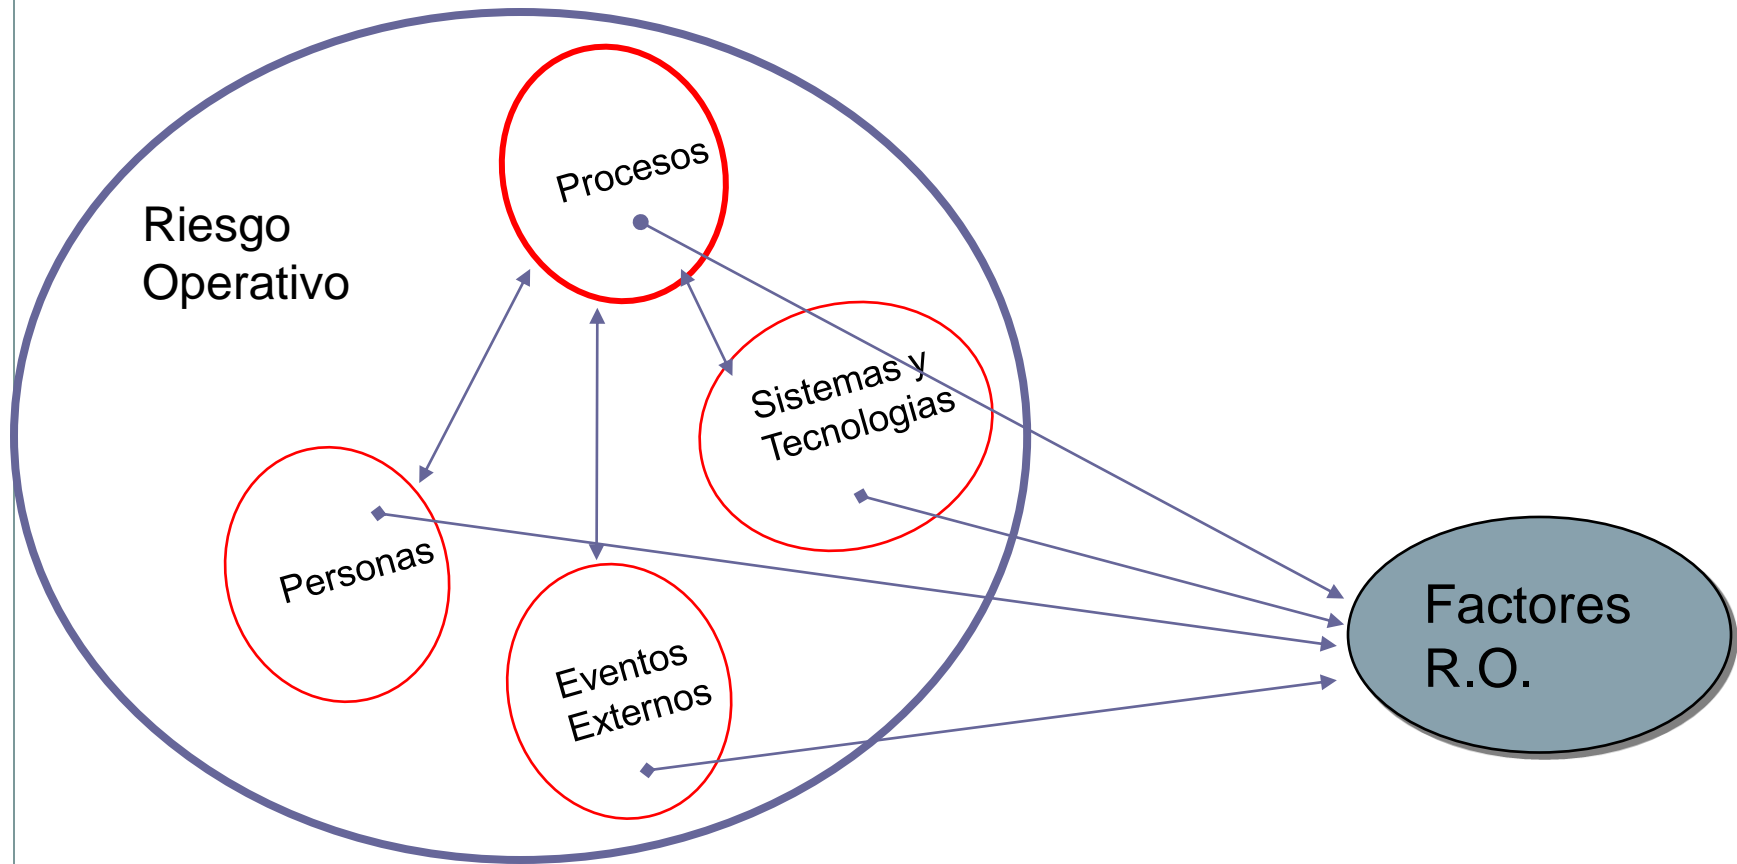 Procesos
Riesgo
Operativo
Sistemas y
Tecnologias
Personas
Eventos
Externos
Factores
R.O.